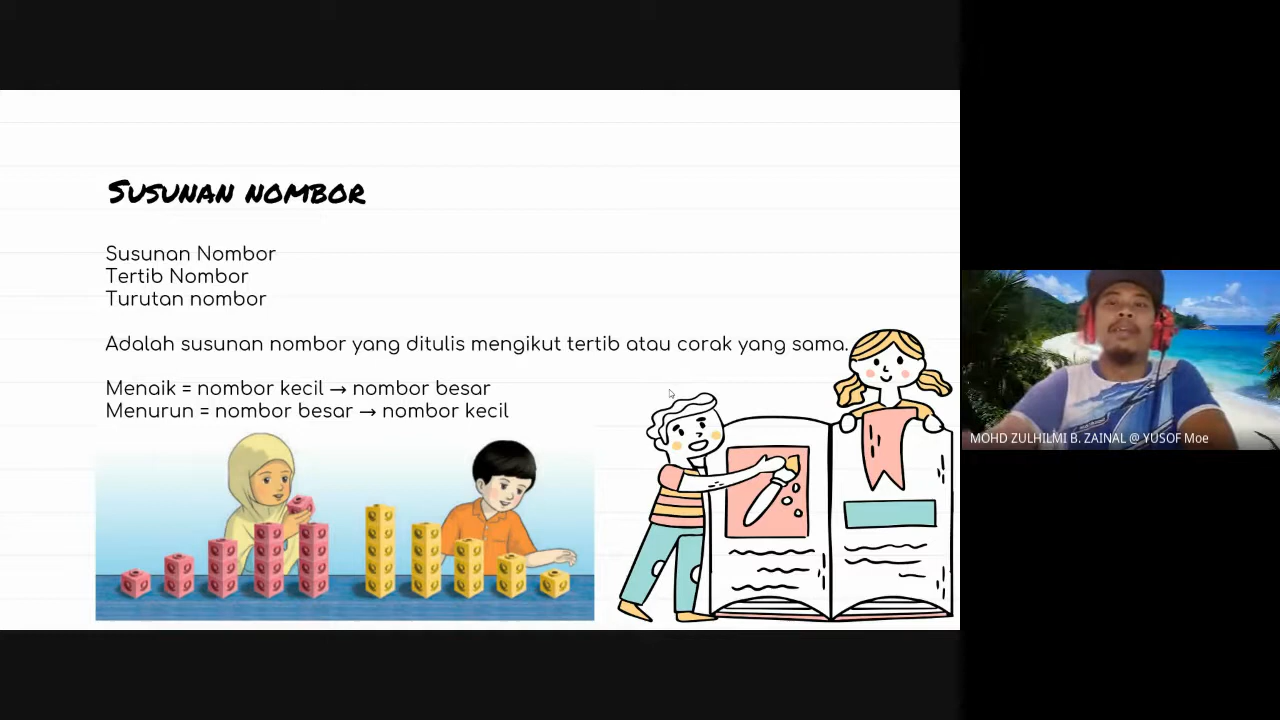 Susunan nombor
Susunan Nombor
Tertib Nombor
Turutan nombor
Adalah susunan nombor yang ditulis mengikut tertib atau corak yang sama.
Menaik = nombor kecil → nombor besar
Menurun = nombor besar → nombor kecil
MOHD ZULHILMI B. ZAINAL @ YUSOF Moe